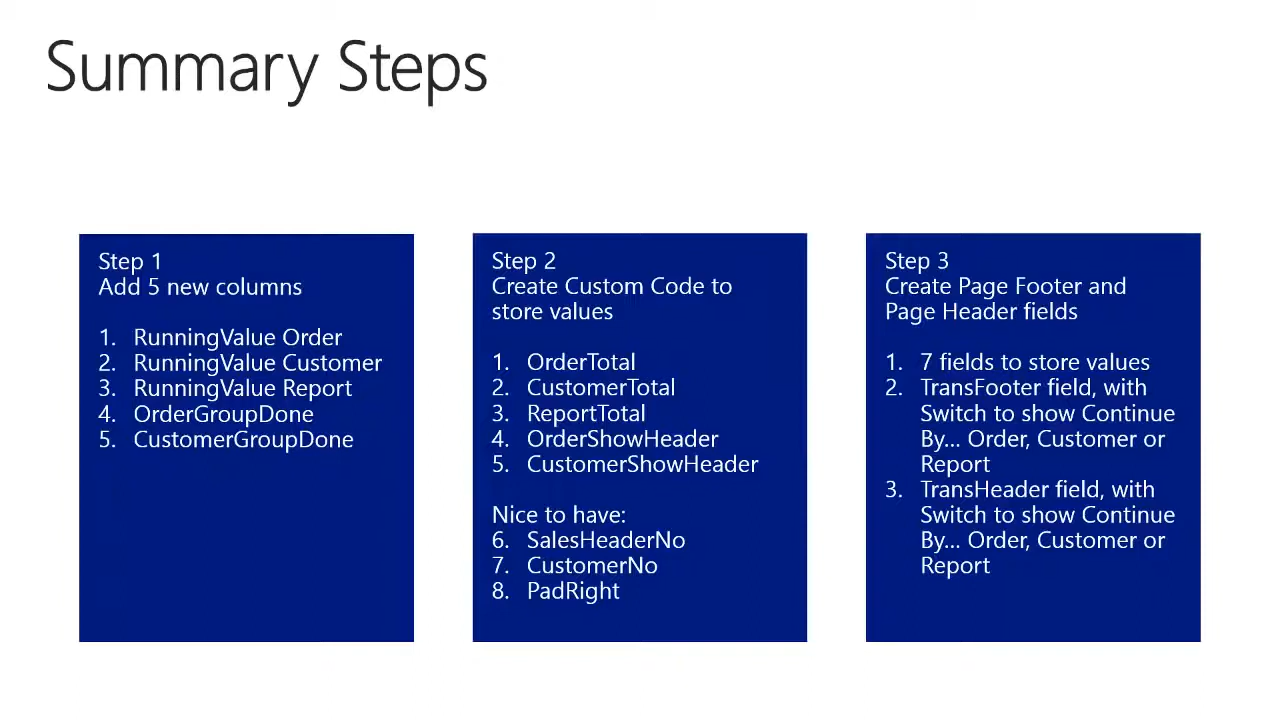 Summary Steps
Step 1
Add 5 new columns
1. RunningValue Order
2. RunningValue Customer
3. RunningValue Report
4. OrderGroupDone
5. CustomerGroupDone
Step 2
Create Custom Code to
store values
1. OrderTotal
2. CustomerTotal
3. ReportTotal
4. OrderShowHeader
5. CustomerShowHeader
Nice to have:
6. SalesHeaderNo
7. CustomerNo
8. PadRight
Step 3
Create Page Footer and
Page Header fields
1. 7 fields to store values
2. TransFooter field, with
Switch to show Continue
By... Order, Customer or
Report
3. TransHeader field, with
Switch to show Continue
By... Order, Customer or
Report